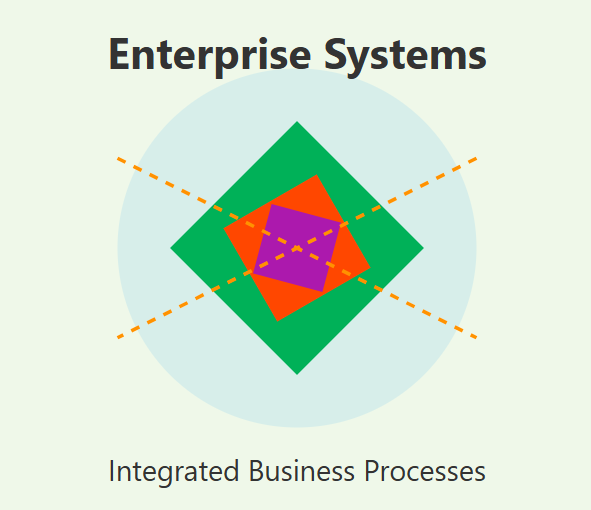 Enterprise Systems
Integrated Business Processes